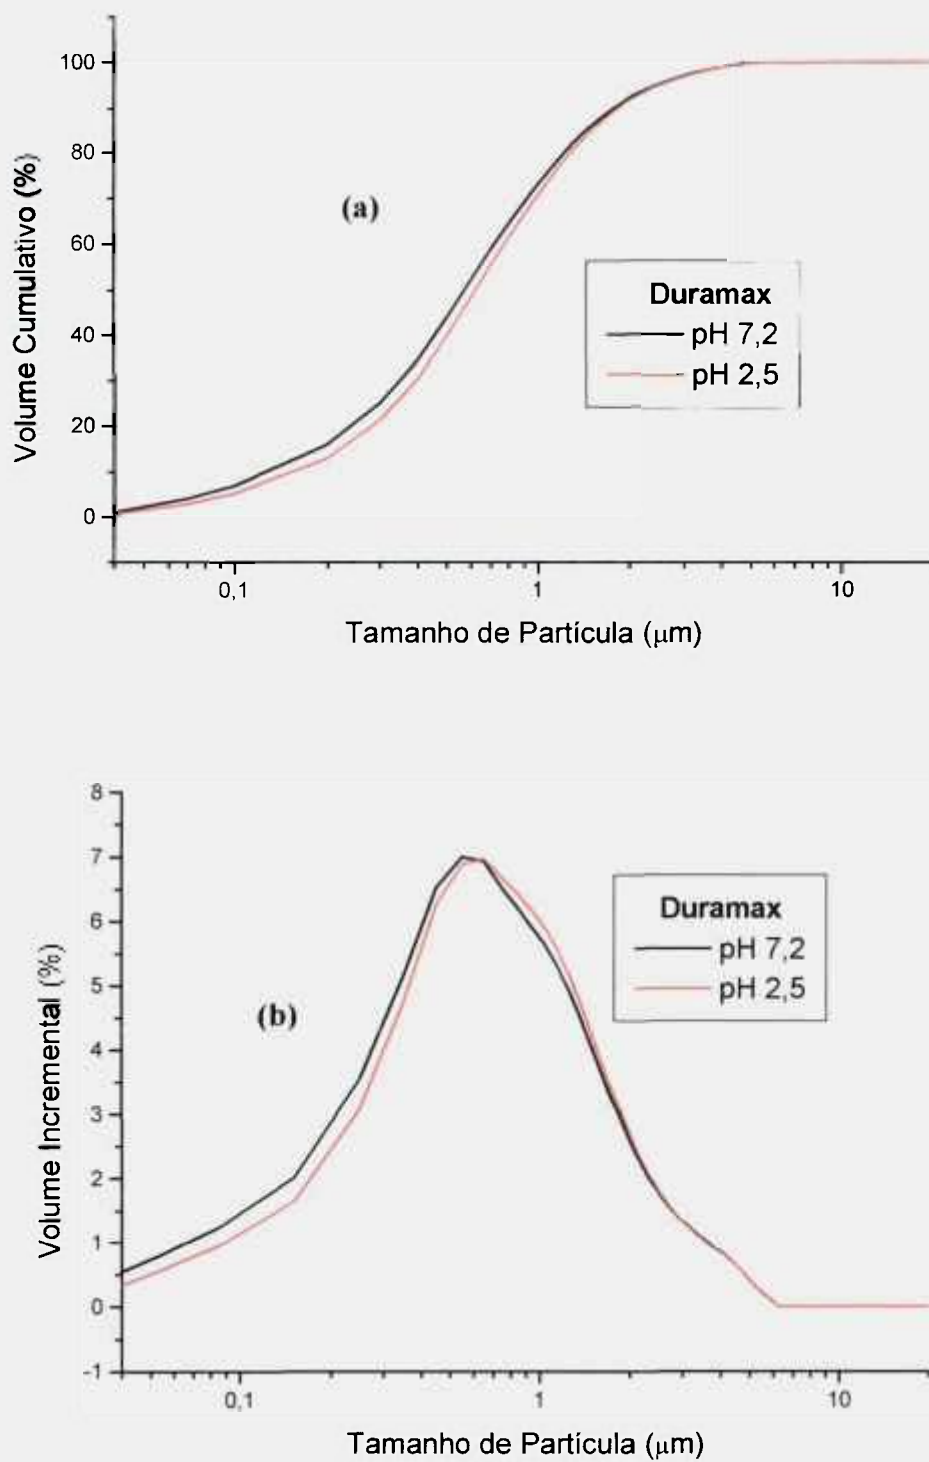 100
80
60
40
20
0
Volume Cumulativo (%)
(a)
Duramax
pH 7,2
pH 2,5
0,1
1
10
Tamanho de Partícula (μm)
8
7
6
5
4
3
2
1
0
-1
Volume Incremental (%)
(b)
Duramax
pH 7,2
pH 2,5
0,1
1
10
Tamanho de Partícula (μm)